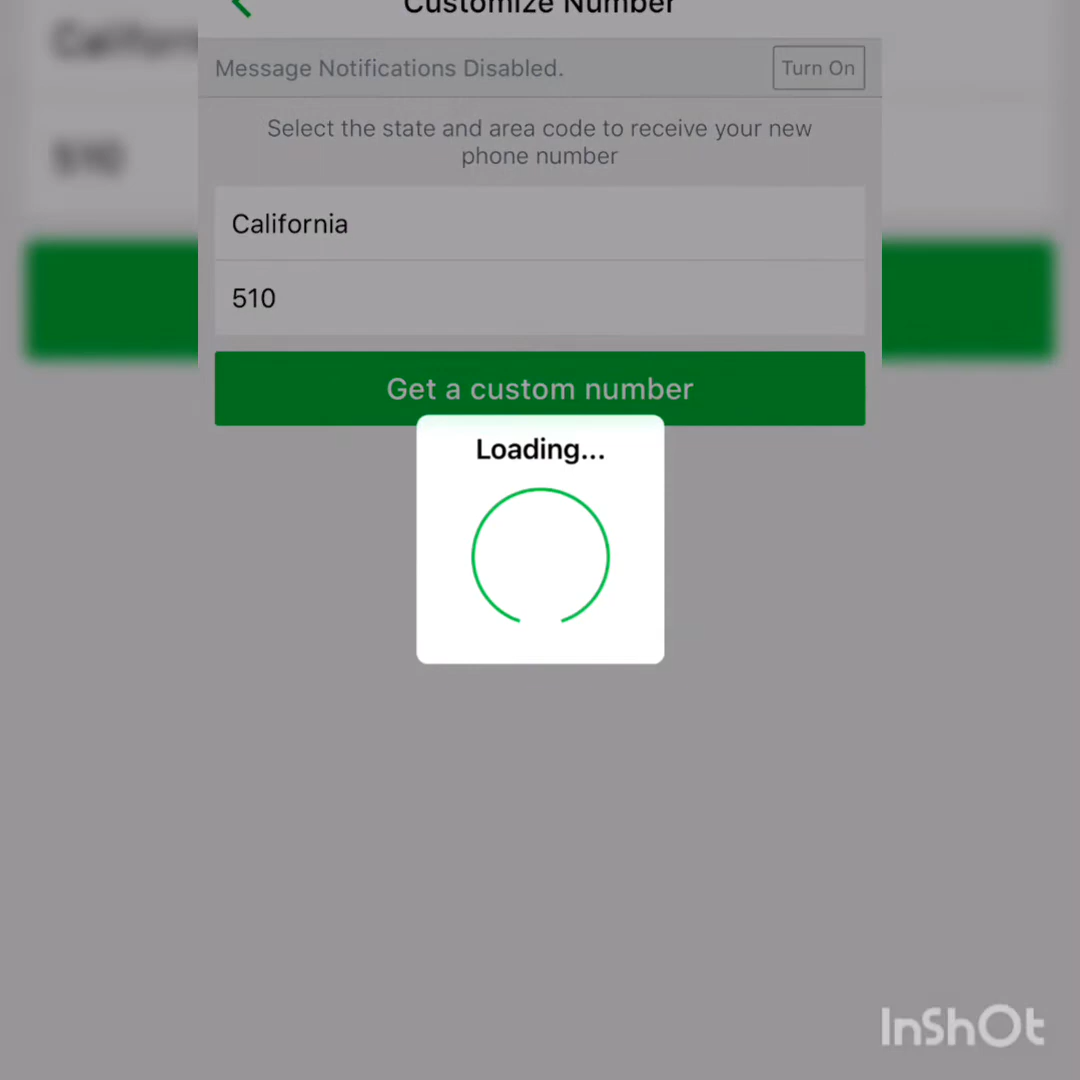 Customize Number
Message Notifications Disabled.
Turn On
Select the state and area code to receive your new
phone number
California
510
Get a custom number
Loading...
InShOt